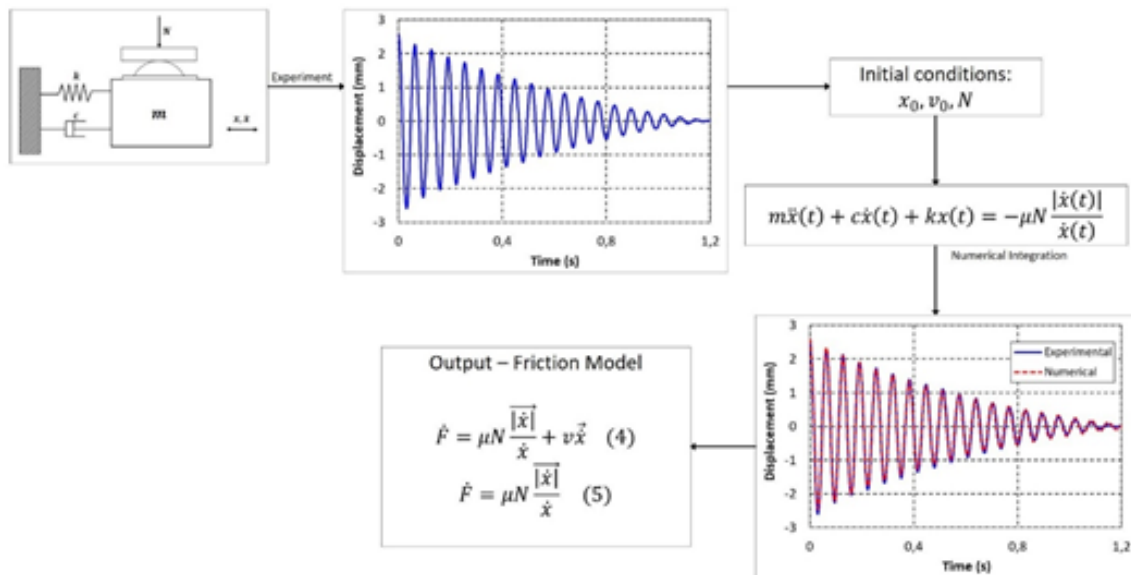 N
k
c
m
x, ẋ
Experiment
Displacement (mm)
3
2
1
0
-1
-2
-3
0
0,4
0,8
1,2
Time (s)
Initial conditions:
x₀, v₀, N
mẍ(t) + cẋ(t) + kx(t) = −μN |ẋ(t)| / ẋ(t)
Numerical Integration
Displacement (mm)
3
2
1
0
-1
-2
-3
Experimental
Numerical
0
0,4
0,8
1,2
Time (s)
Output – Friction Model
μN |ẋ| / ẋ + (4)
μN |ẋ| / ẋ (5)